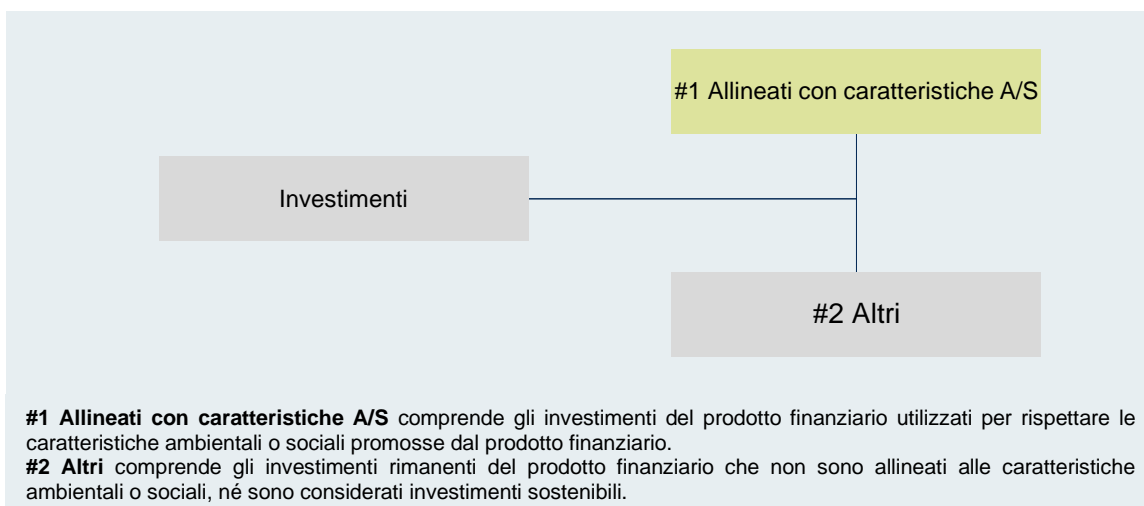 #1 Allineati con caratteristiche A/S
Investimenti
#2 Altri
#1 Allineati con caratteristiche A/S comprende gli investimenti del prodotto finanziario utilizzati per rispettare le
caratteristiche ambientali o sociali promosse dal prodotto finanziario.
#2 Altri comprende gli investimenti rimanenti del prodotto finanziario che non sono allineati alle caratteristiche
ambientali o sociali, né sono considerati investimenti sostenibili.